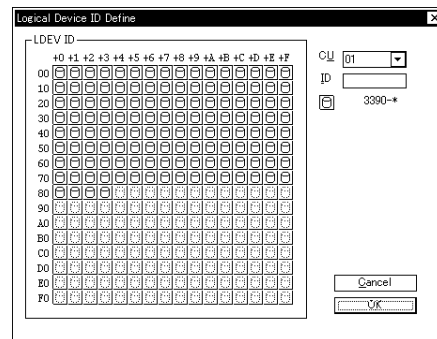 Logical Device ID Define
LDEV ID
+0 +1 +2 +3 +4 +5 +6 +7 +8 +9 +A +B +C +D +E +F
CU 01
00
ID
10
3390-*
20
30
40
50
60
70
80
90
A0
B0
C0
D0
E0
Cancel
F0
OK